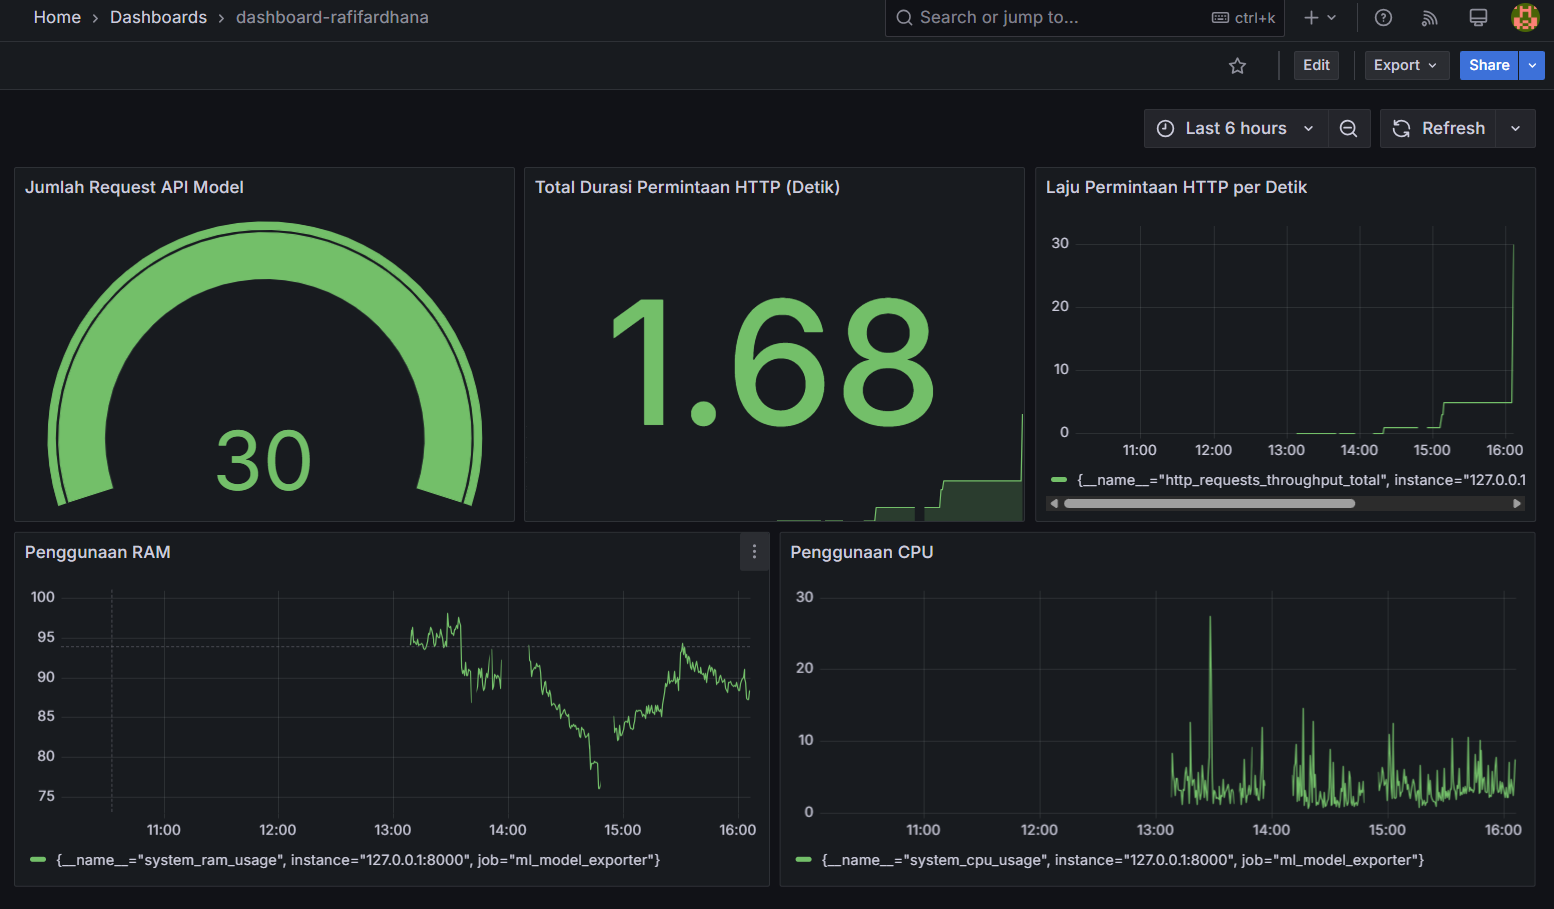 Home › Dashboards › dashboard-rafifardhana
Search or jump to... ctrl+k
Edit Export Share
Last 6 hours Refresh
Jumlah Request API Model
30
Total Durasi Permintaan HTTP (Detik)
1.68
Laju Permintaan HTTP per Detik
30
20
10
0
11:00 12:00 13:00 14:00 15:00 16:00
{__name__="http_requests_throughput_total", instance="127.0.0.1
Penggunaan RAM
100
95
90
85
80
75
11:00 12:00 13:00 14:00 15:00 16:00
{__name__="system_ram_usage", instance="127.0.0.1:8000", job="ml_model_exporter"}
Penggunaan CPU
30
20
10
0
11:00 12:00 13:00 14:00 15:00 16:00
{__name__="system_cpu_usage", instance="127.0.0.1:8000", job="ml_model_exporter"}